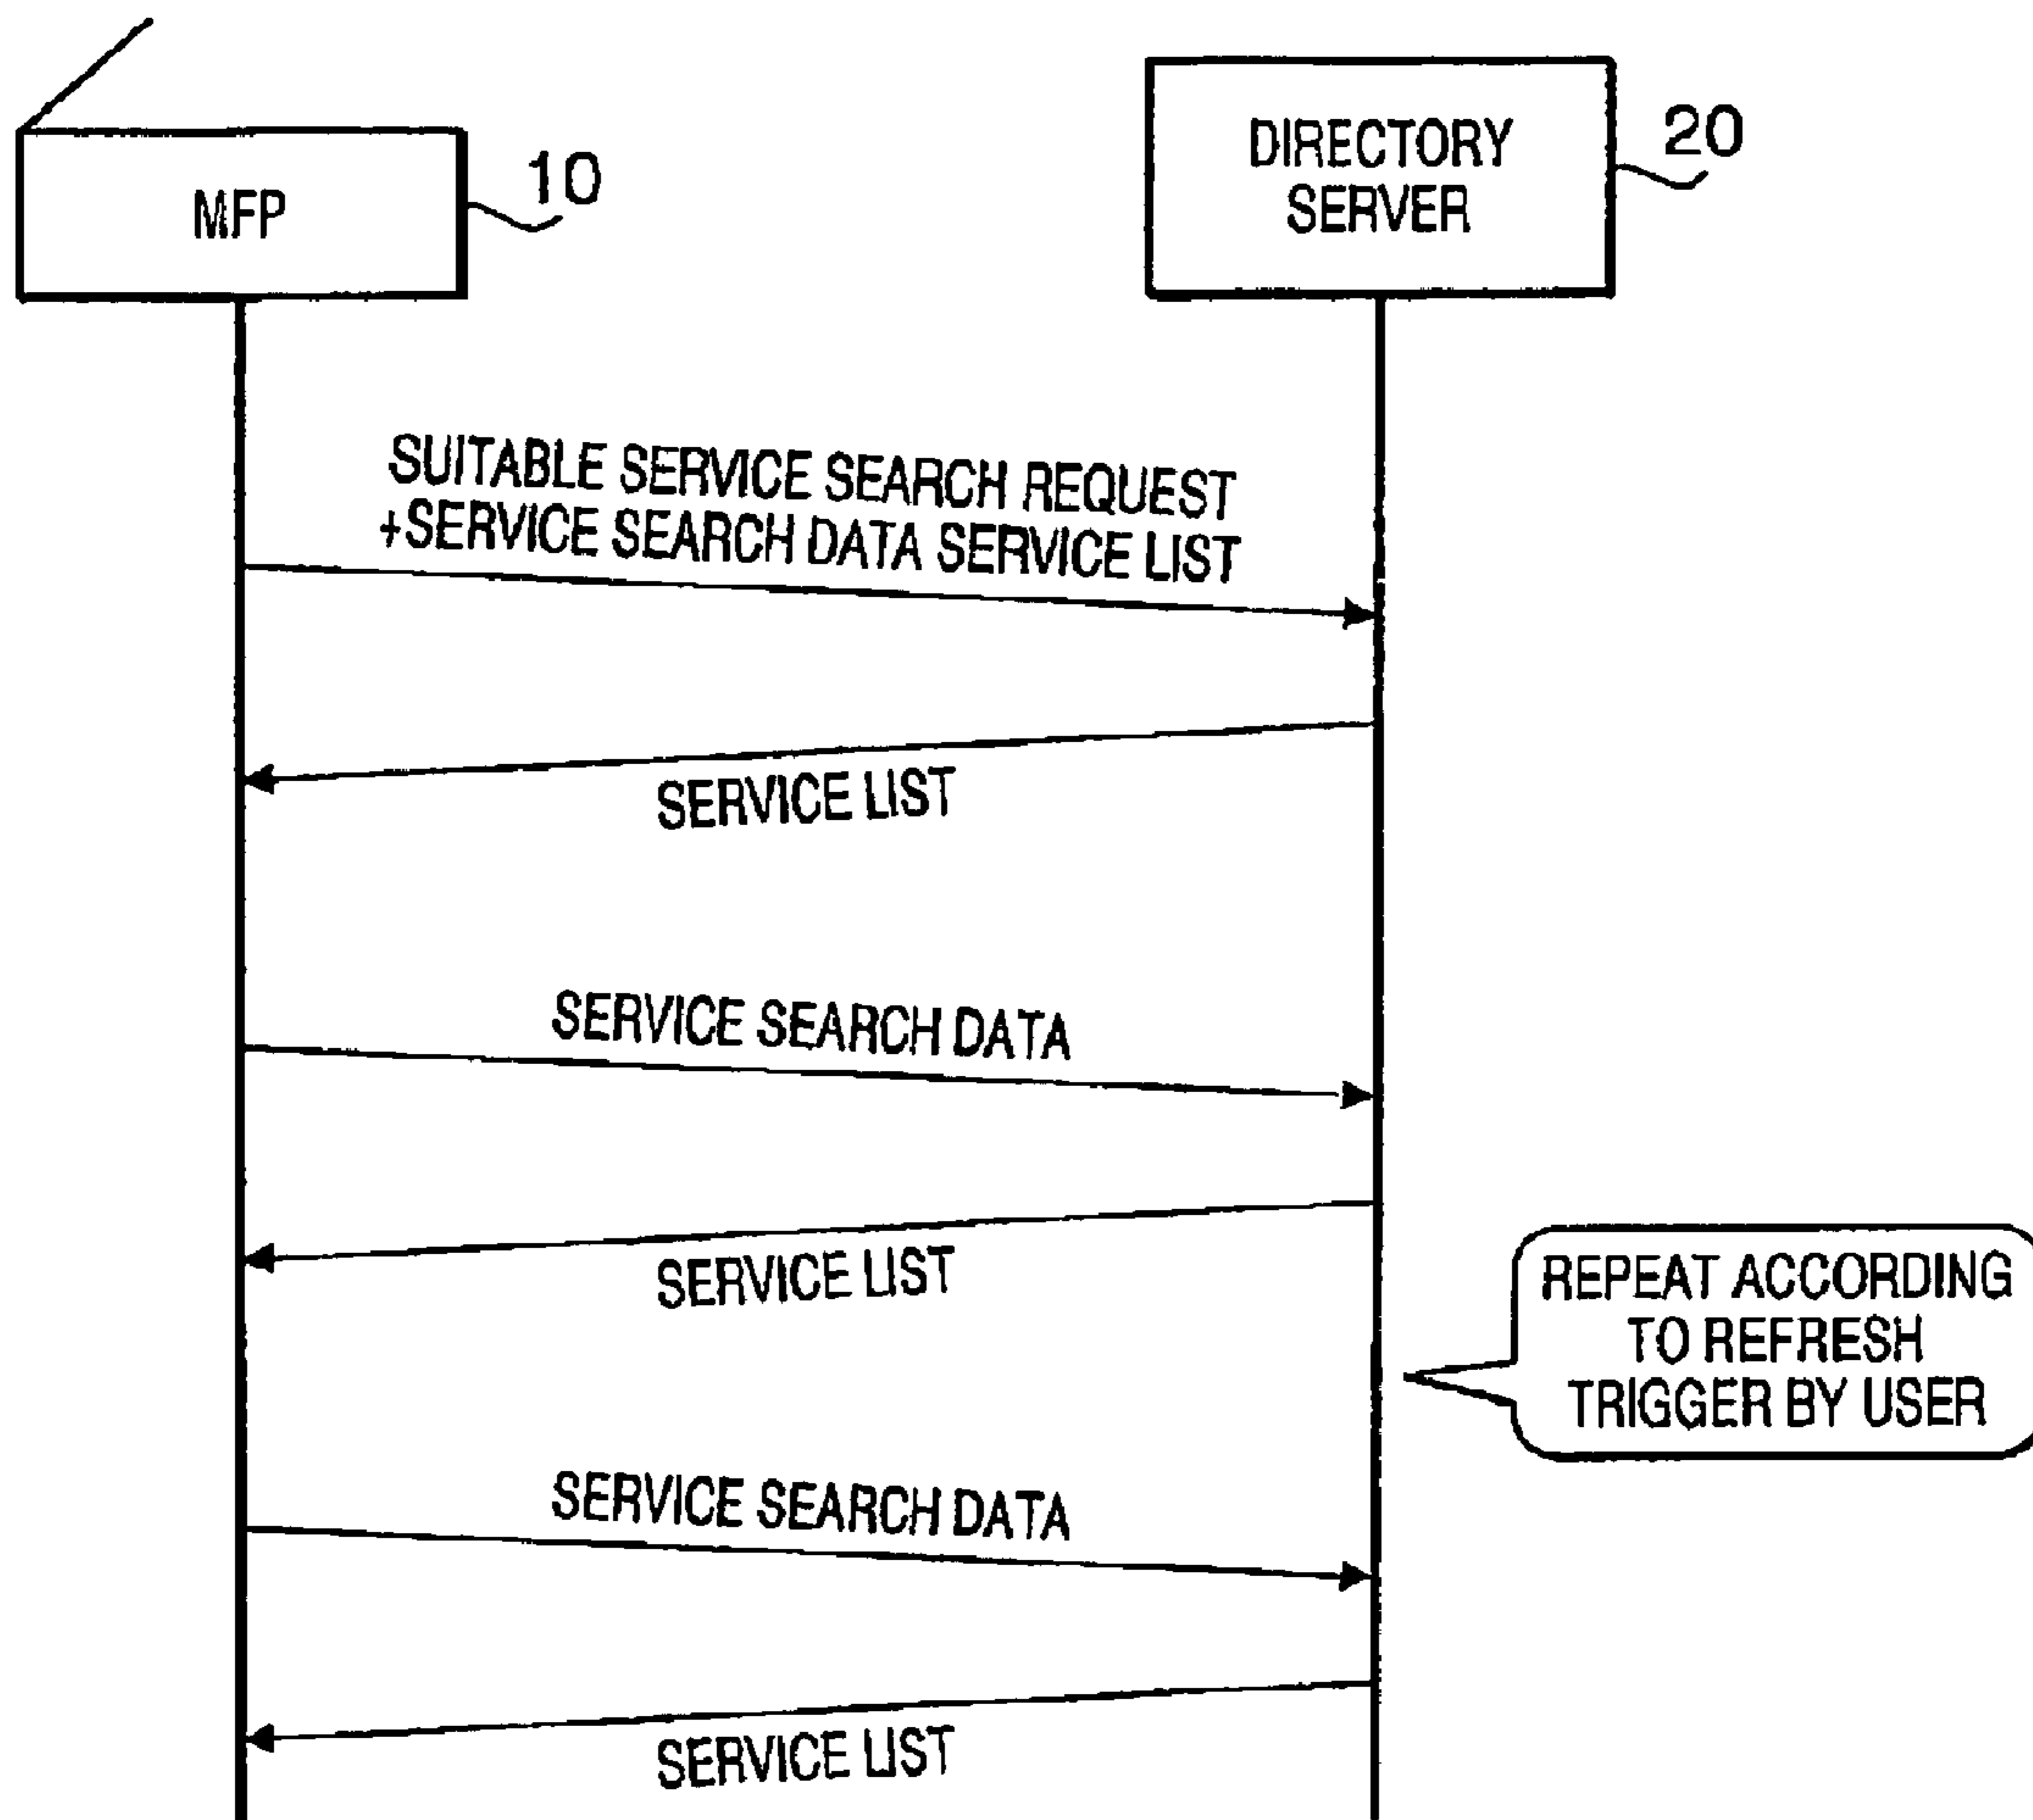 MFP
10
DIRECTORY
SERVER
20
SUITABLE SERVICE SEARCH REQUEST
+SERVICE SEARCH DATA SERVICE LIST
SERVICE LIST
SERVICE SEARCH DATA
SERVICE LIST
REPEAT ACCORDING
TO REFRESH
TRIGGER BY USER
SERVICE SEARCH DATA
SERVICE LIST